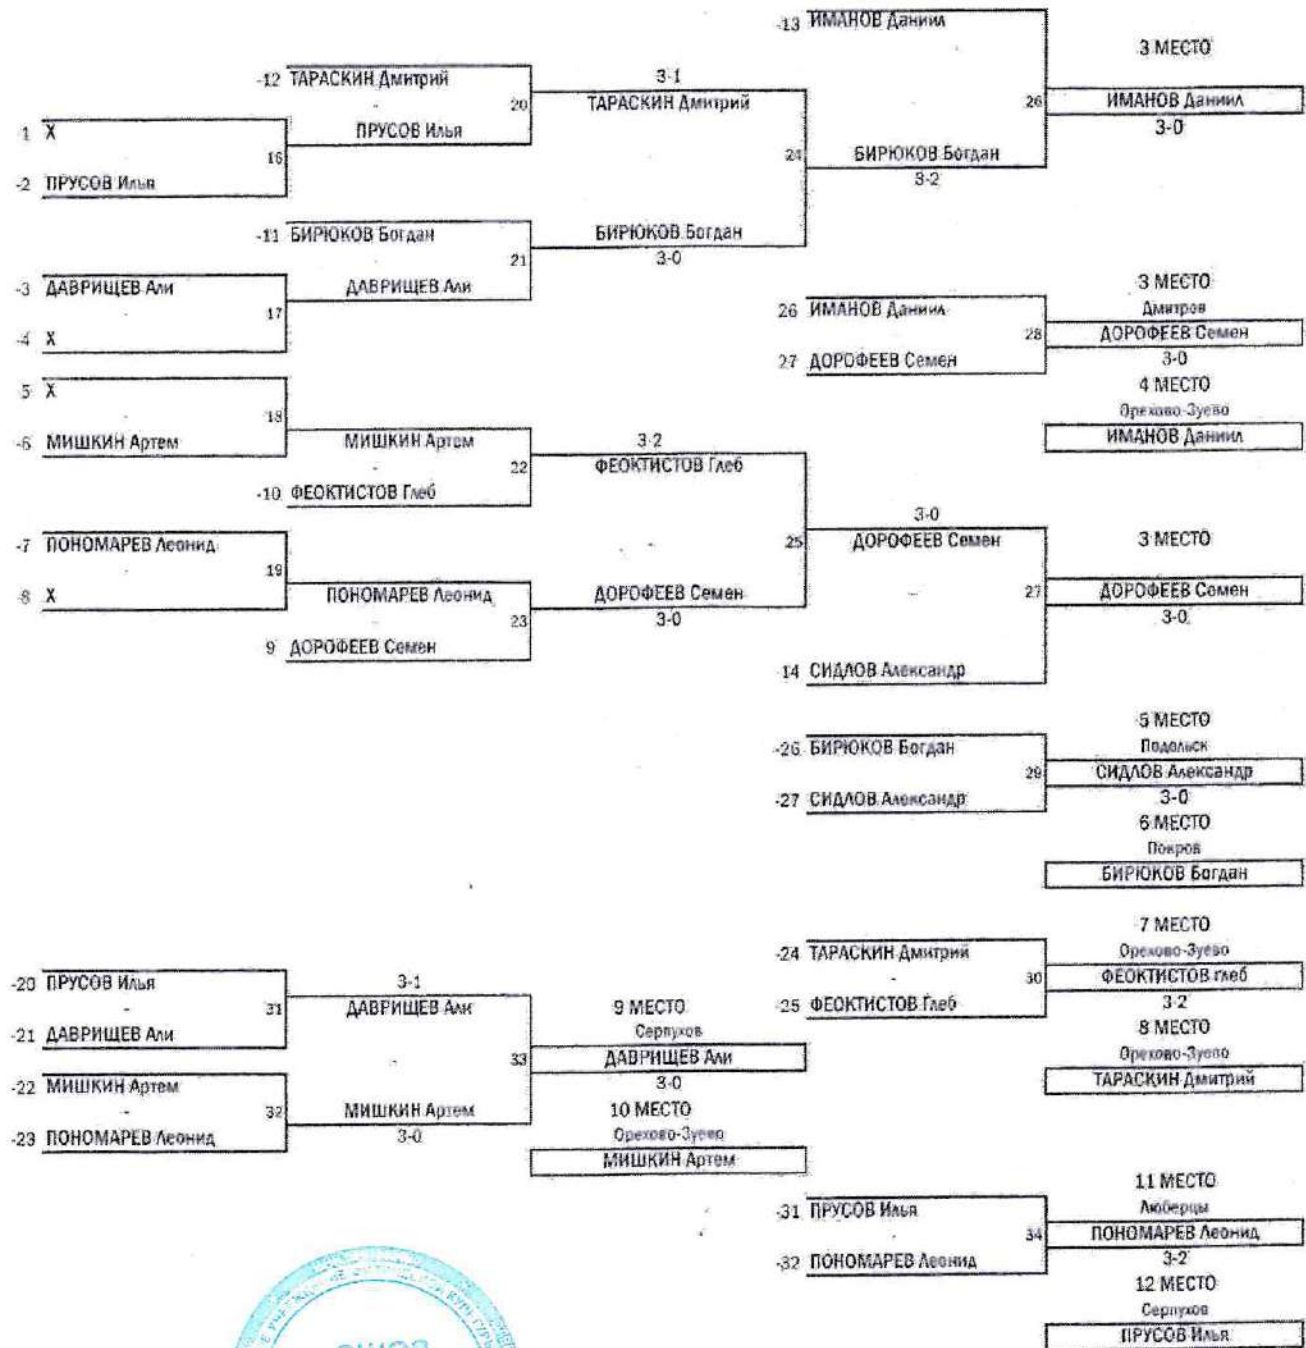 -13 ИМАНОВ Даниил
3 МЕСТО
-12 ТАРАСКИН Дмитрий
3-1
20
ТАРАСКИН Дмитрий
26
ИМАНОВ Даниил
1 X
ПРУСОВ Илья
3-0
16
24
БИРЮКОВ Богдан
-2 ПРУСОВ Илья
3-2
-11 БИРЮКОВ Богдан
БИРЮКОВ Богдан
21
3-0
-3 ДАВРИЩЕВ Али
ДАВРИЩЕВ Али
3 МЕСТО
17
26 ИМАНОВ Даниил
Дмитров
-4 X
28
ДОРОФЕЕВ Семен
27 ДОРОФЕЕВ Семен
3-0
5 X
4 МЕСТО
18
Орехово-Зуево
-6 МИШКИН Артем
МИШКИН Артем
3-2
ИМАНОВ Даниил
22
ФЕОКТИСТОВ Глеб
-10 ФЕОКТИСТОВ Глеб
3-0
-7 ПОНОМАРЕВ Леонид
25
ДОРОФЕЕВ Семен
3 МЕСТО
19
-8 X
ПОНОМАРЕВ Леонид
ДОРОФЕЕВ Семен
27
ДОРОФЕЕВ Семен
23
3-0
3-0
9 ДОРОФЕЕВ Семен
14 СИДЛОВ Александр
5 МЕСТО
-26 БИРЮКОВ Богдан
Подольск
29
СИДЛОВ Александр
-27 СИДЛОВ Александр
3-0
6 МЕСТО
Покров
БИРЮКОВ Богдан
7 МЕСТО
-24 ТАРАСКИН Дмитрий
Орехово-Зуево
-20 ПРУСОВ Илья
3-1
30
ФЕОКТИСТОВ глеб
31
ДАВРИЩЕВ Али
9 МЕСТО
-25 ФЕОКТИСТОВ Глеб
3-2
-21 ДАВРИЩЕВ Али
Серпухов
8 МЕСТО
33
ДАВРИЩЕВ Али
Орехово-Зуево
-22 МИШКИН Артем
3-0
ТАРАСКИН Дмитрий
32
МИШКИН Артем
10 МЕСТО
-23 ПОНОМАРЕВ Леонид
3-0
Орехово-Зуево
МИШКИН Артем
11 МЕСТО
-31 ПРУСОВ Илья
Люберцы
34
ПОНОМАРЕВ Леонид
-32 ПОНОМАРЕВ Леонид
3-2
12 МЕСТО
Серпухов
ПРУСОВ Илья